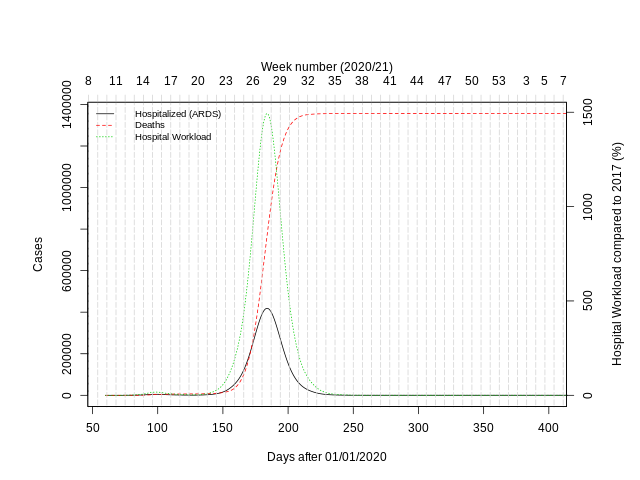 Week number (2020/21)
8 11 14 17 20 23 26 29 32 35 38 41 44 47 50 53 3 5 7
Hospitalized (ARDS)
Deaths
Hospital Workload
Cases
0 200000 600000 1000000 1400000
Hospital Workload compared to 2017 (%)
0 500 1000 1500
50 100 150 200 250 300 350 400
Days after 01/01/2020